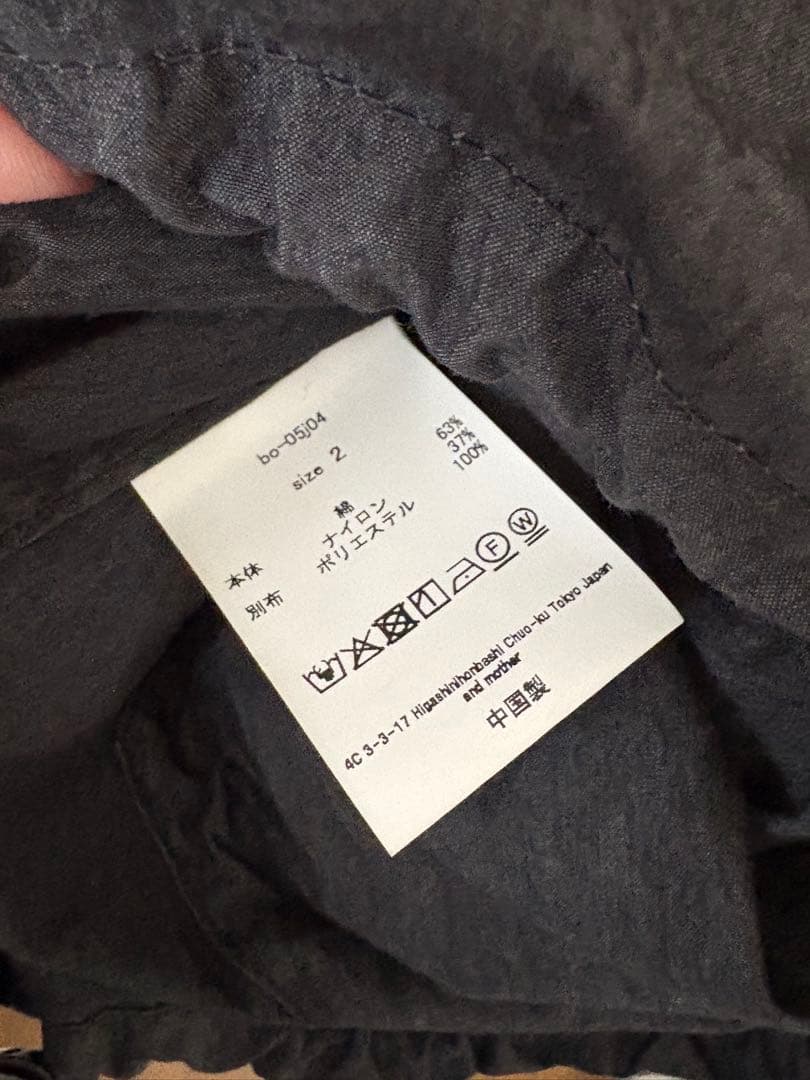 bo-05j04
size 2
本体 綿 63%
ナイロン 37%
別布 ポリエステル 100%
F W
4C 3-3-17 Higashinihonbashi Chuo-ku Tokyo Japan
and mother
中国製